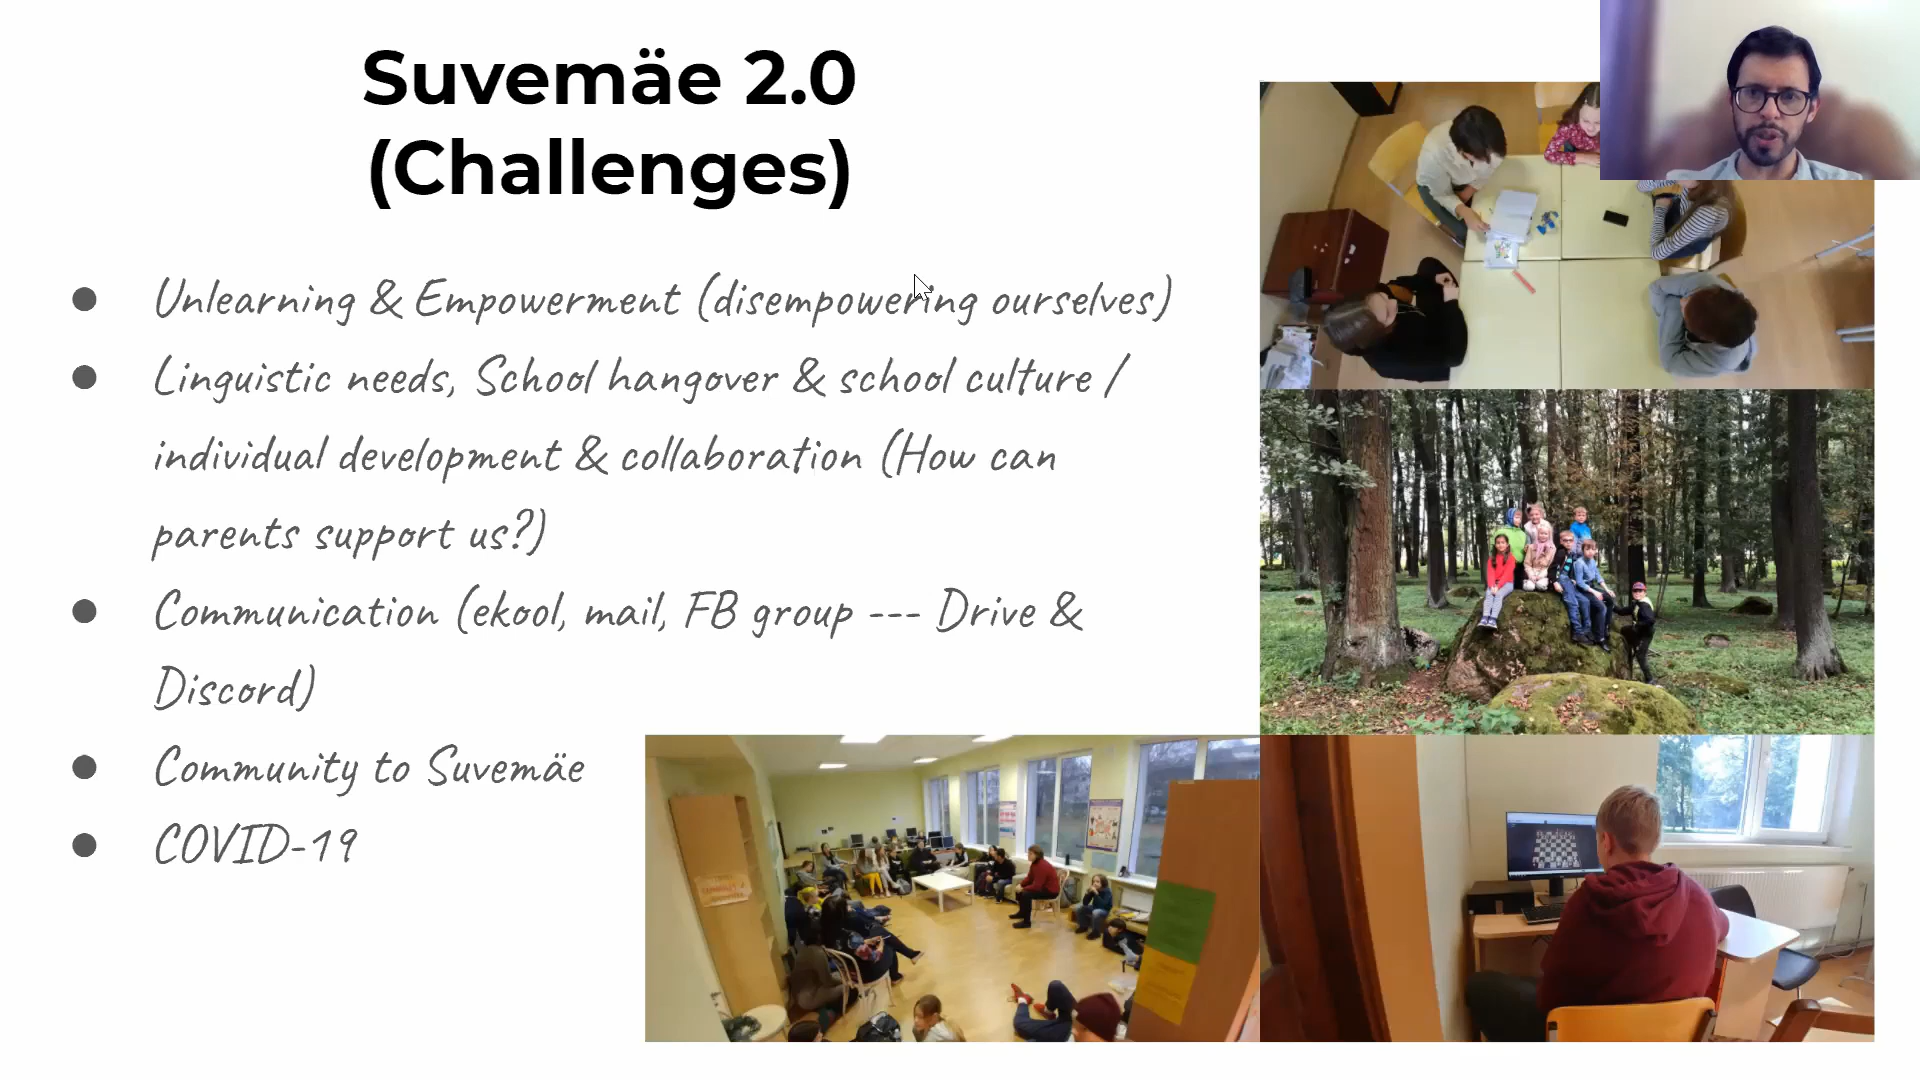 Suvemäe 2.0
(Challenges)
● Unlearning & Empowerment (disempowering ourselves)
● Linguistic needs, School hangover & school culture /
individual development & collaboration (How can
parents support us?)
● Communication (ekool, mail, FB group --- Drive &
Discord)
● Community to Suvemäe
● COVID-19